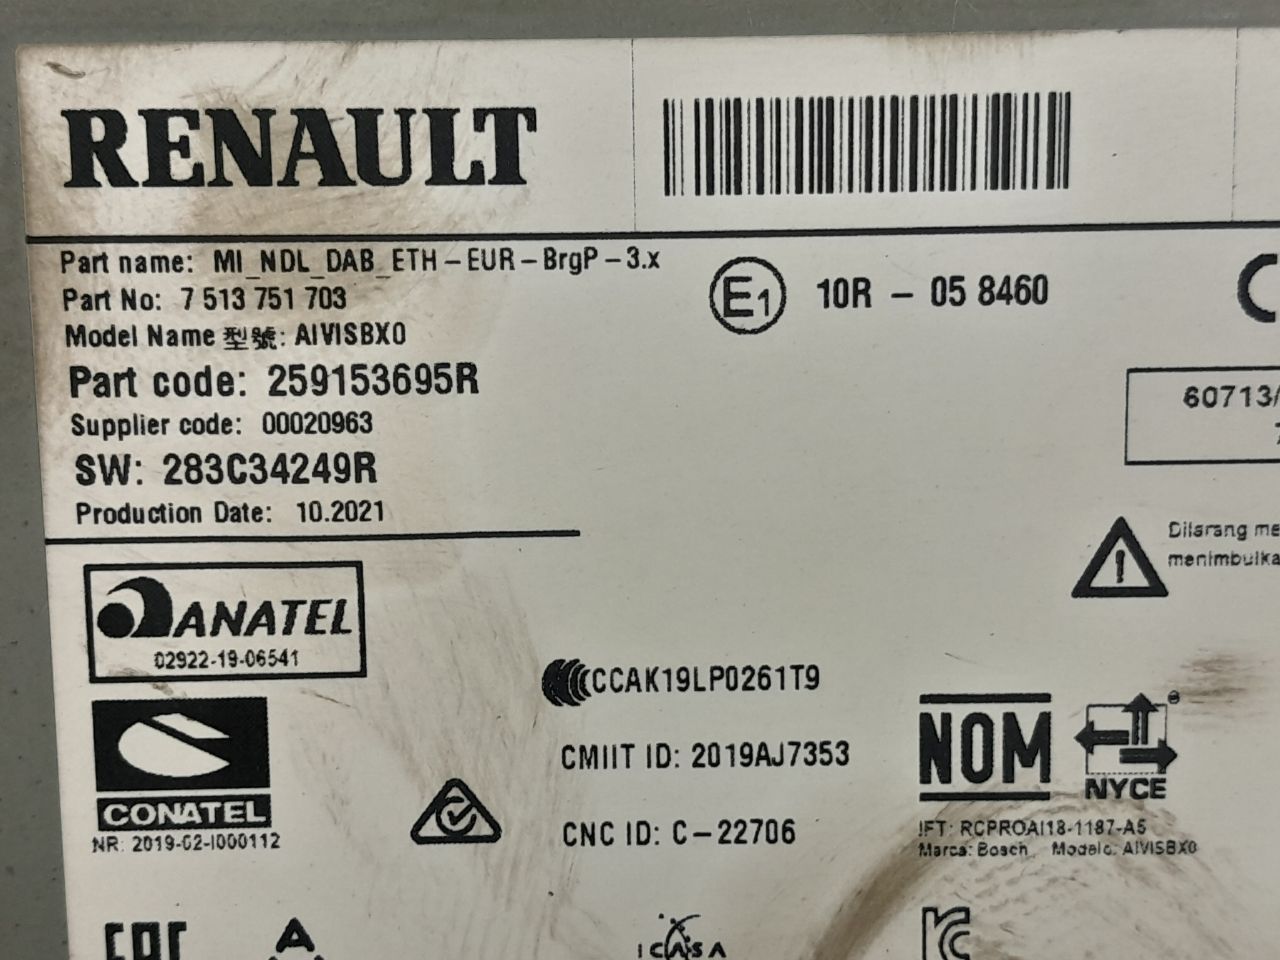 RENAULT
Part name: MI_NDL_DAB_ETH-EUR-BrgP-3.x
Part No: 7 513 751 703
Model Name 型號: AIVISBX0
Part code: 259153695R
Supplier code: 00020963
SW: 283C34249R
Production Date: 10.2021
E1 10R - 05 8460
60713/
Dilarang me
menimbulka
ANATEL
02922-19-06541
CONATEL
NR: 2019-02-I000112
CCAK19LP0261T9
CMIIT ID: 2019AJ7353
CNC ID: C-22706
NOM
NYCE
IFT: RCPROAI18-1187-A5
Marca: Bosch Modelo: AIVISBX0
EAC
ICASA